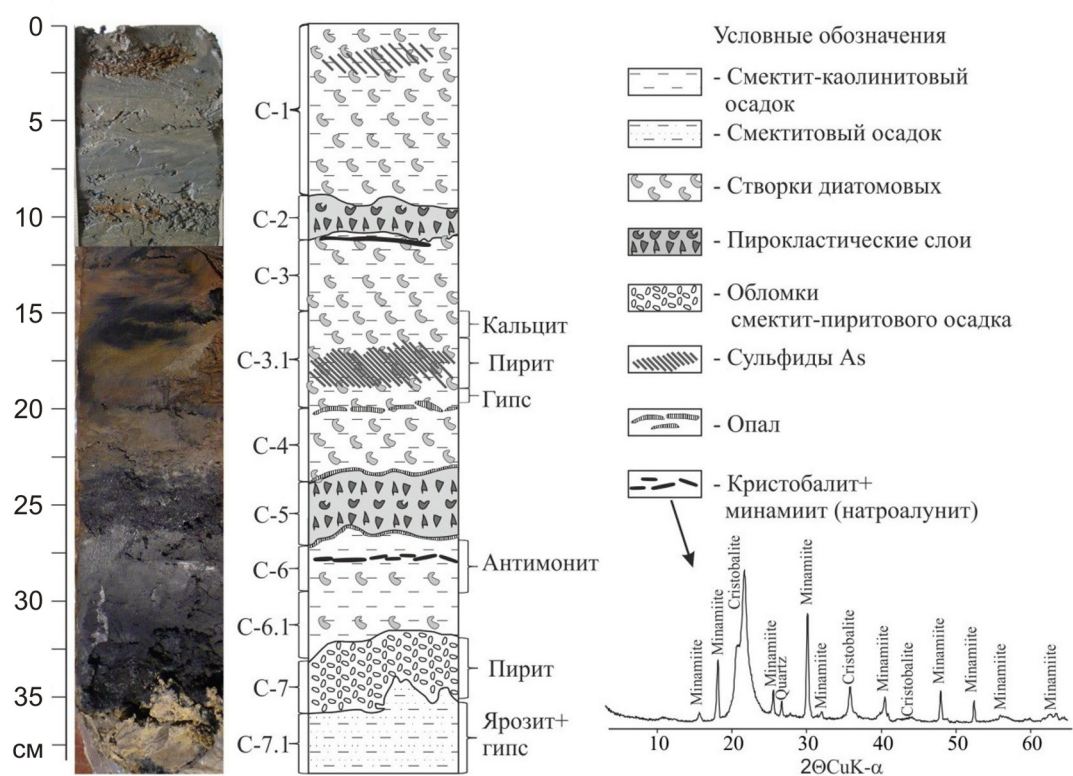 0
5
10
15
20
25
30
35
см
С-1
С-2
С-3
С-3.1
С-4
С-5
С-6
С-6.1
С-7
С-7.1
Кальцит
Пирит
Гипс
Антимонит
Пирит
Ярозит+
гипс
Условные обозначения
- Смектит-каолинитовый
осадок
- Смектитовый осадок
- Створки диатомовых
- Пирокластические слои
- Обломки
смектит-пиритового осадка
- Сульфиды As
- Опал
- Кристобалит+
минамиит (натроалунит)
Minamiite
Minamiite
Cristobalite
Minamiite
Quartz
Minamiite
Minamiite
Cristobalite
Minamiite
Cristobalite
Minamiite
Minamiite
Minamiite
Minamiite
10 20 30 40 50 60
2ΘCuK-α